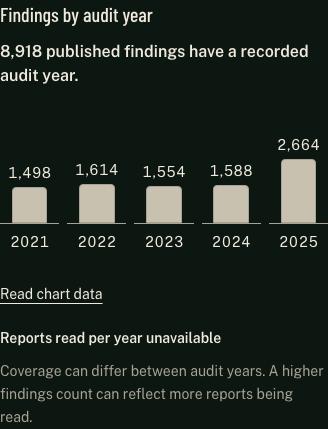 Findings by audit year
8,918 published findings have a recorded
audit year.
2,664
1,498 1,614 1,554 1,588
2021 2022 2023 2024 2025
Read chart data
Reports read per year unavailable
Coverage can differ between audit years. A higher
findings count can reflect more reports being
read.